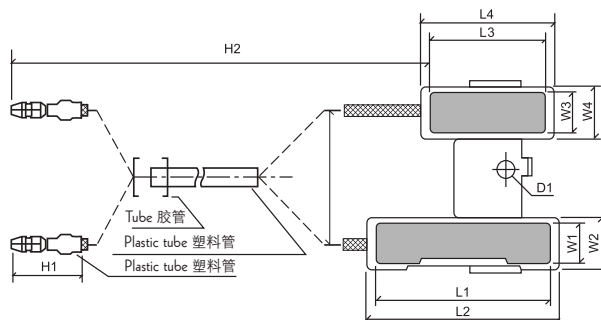 L4
L3
H2
W3
W4
D1
Tube 胶管
Plastic tube 塑料管
Plastic tube 塑料管
H1
W1
W2
L1
L2